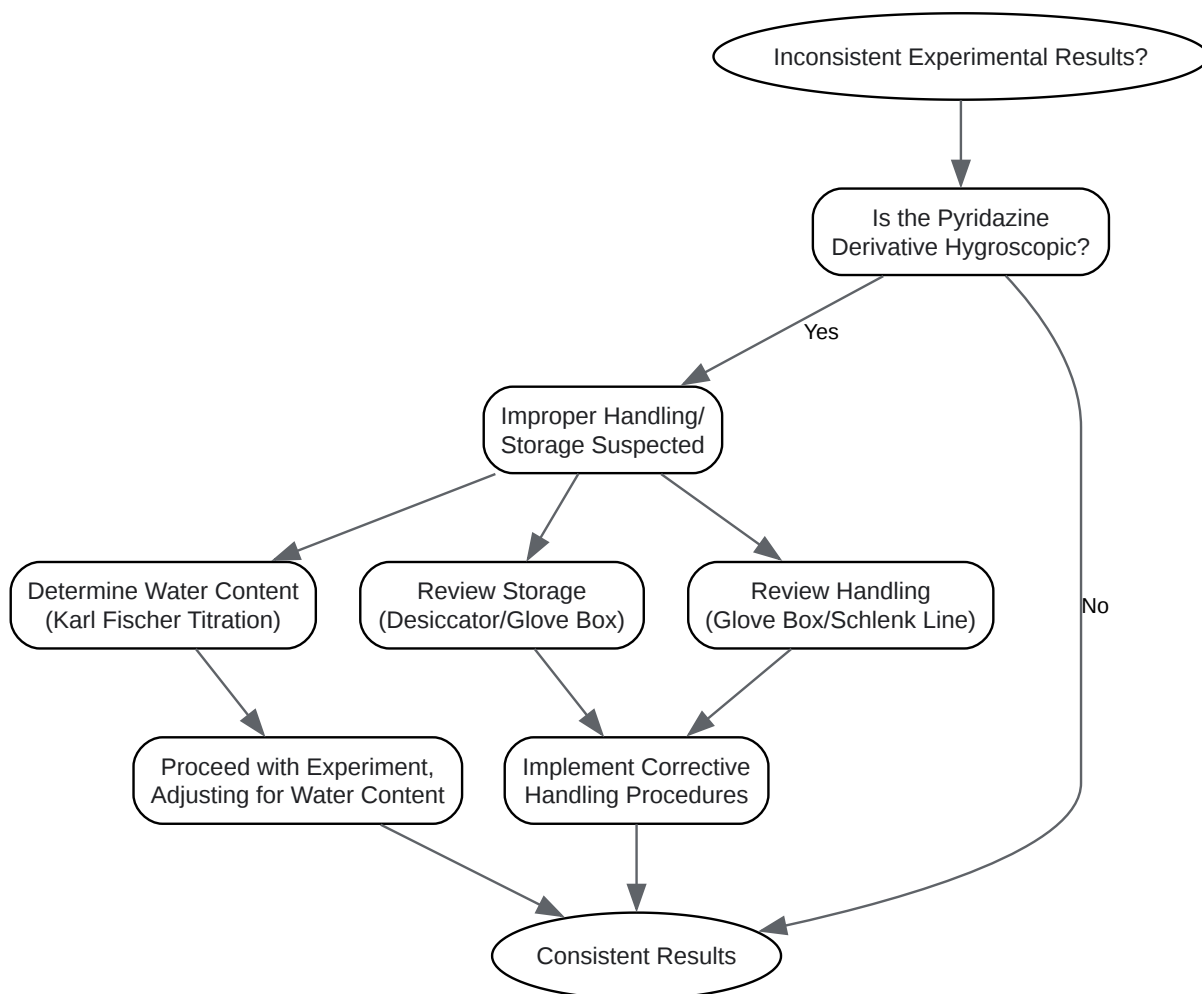 Inconsistent Experimental Results?
Is the Pyridazine
Derivative Hygroscopic?
Yes
Improper Handling/
Storage Suspected
Determine Water Content
(Karl Fischer Titration)
Review Storage
(Desiccator/Glove Box)
Review Handling
(Glove Box/Schlenk Line)
No
Proceed with Experiment,
Adjusting for Water Content
Implement Corrective
Handling Procedures
Consistent Results